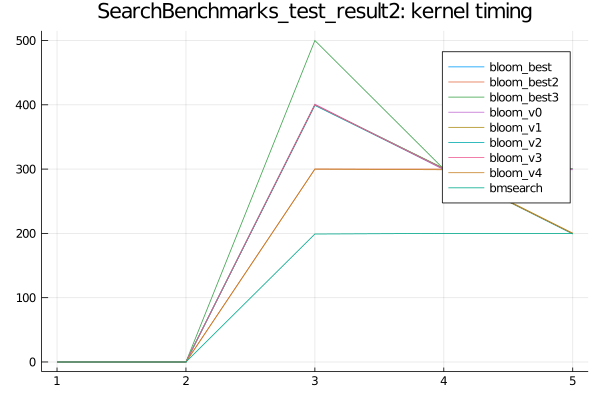 SearchBenchmarks_test_result2: kernel timing
500
400
300
200
100
0
1
2
3
4
5
bloom_best
bloom_best2
bloom_best3
bloom_v0
bloom_v1
bloom_v2
bloom_v3
bloom_v4
bmsearch